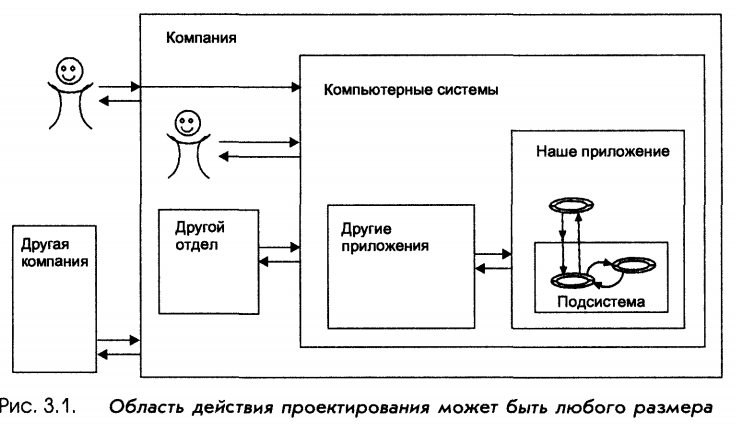 Компания
Компьютерные системы
Наше приложение
Другой
отдел
Другие
приложения
Другая
компания
Подсистема
Рис. 3.1. Область действия проектирования может быть любого размера